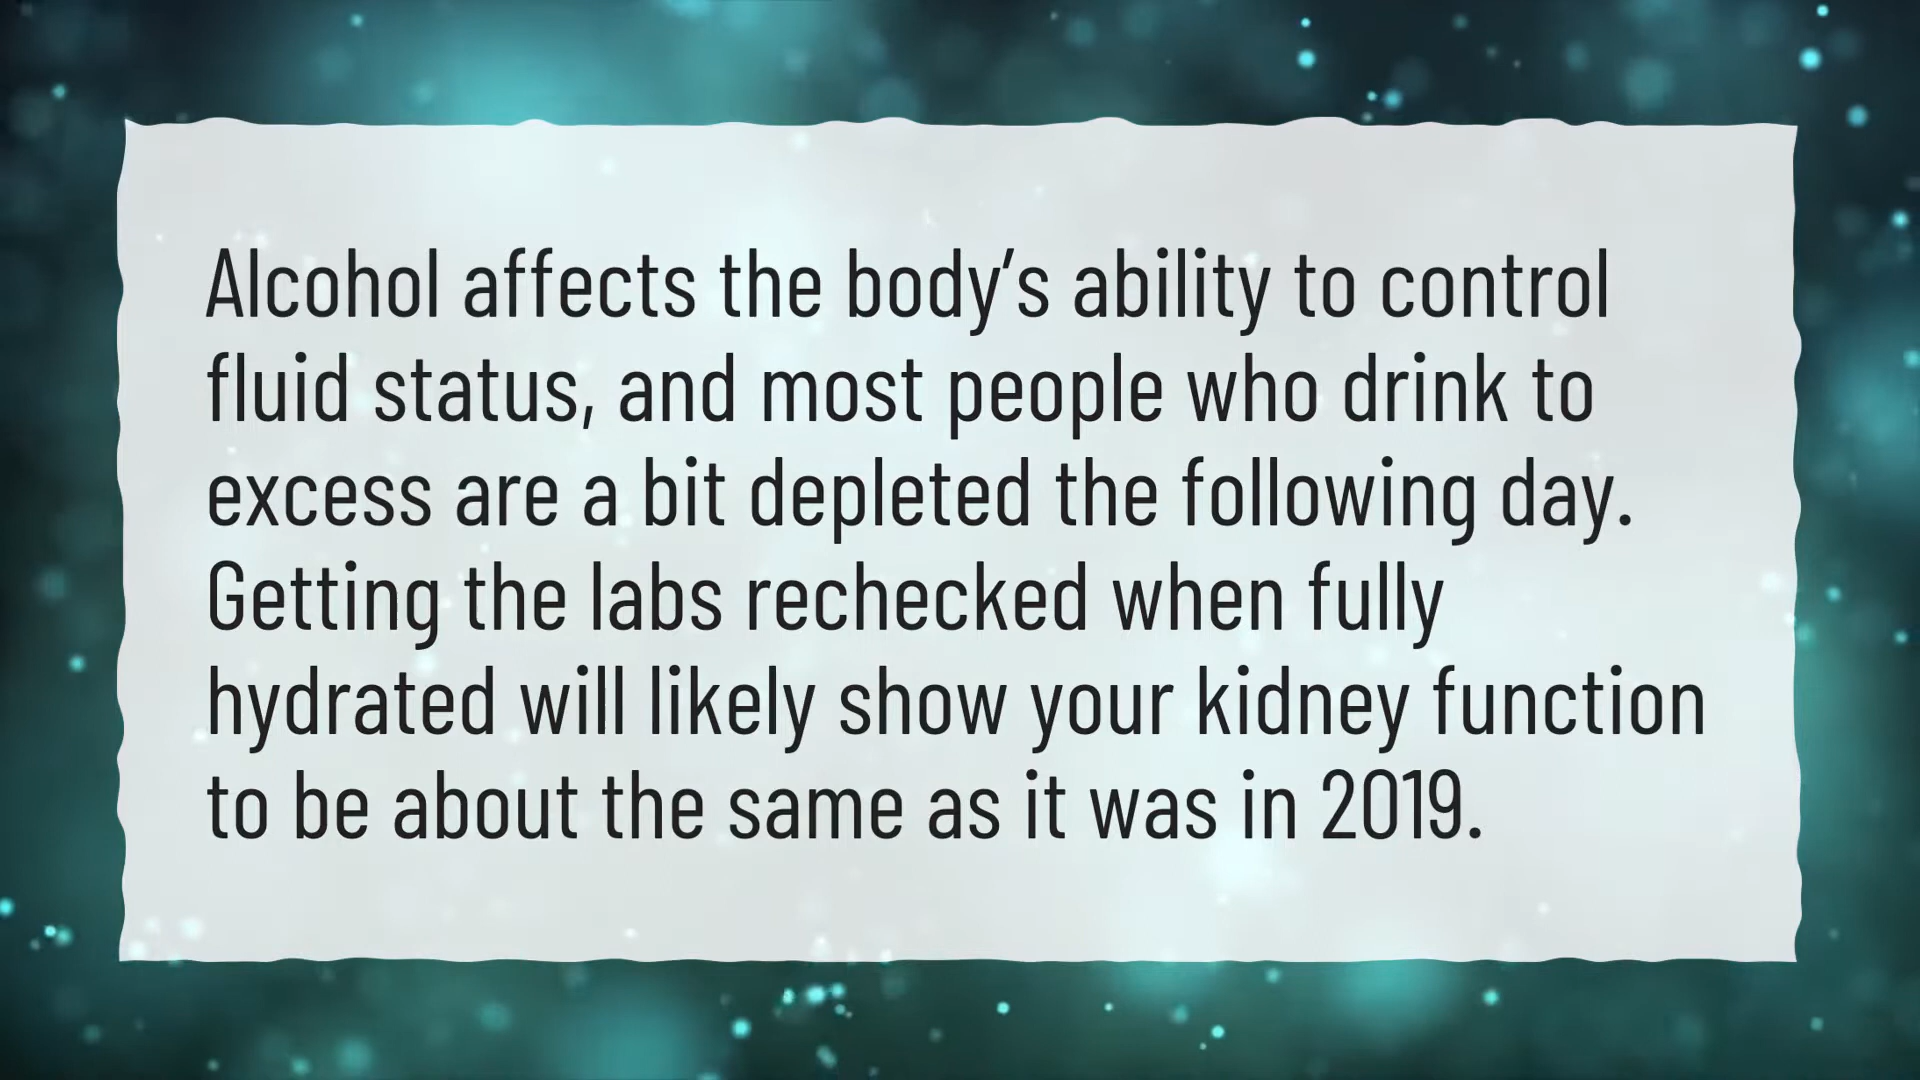 Alcohol affects the body's ability to control
fluid status, and most people who drink to
excess are a bit depleted the following day.
Getting the labs rechecked when fully
hydrated will likely show your kidney function
to be about the same as it was in 2019.